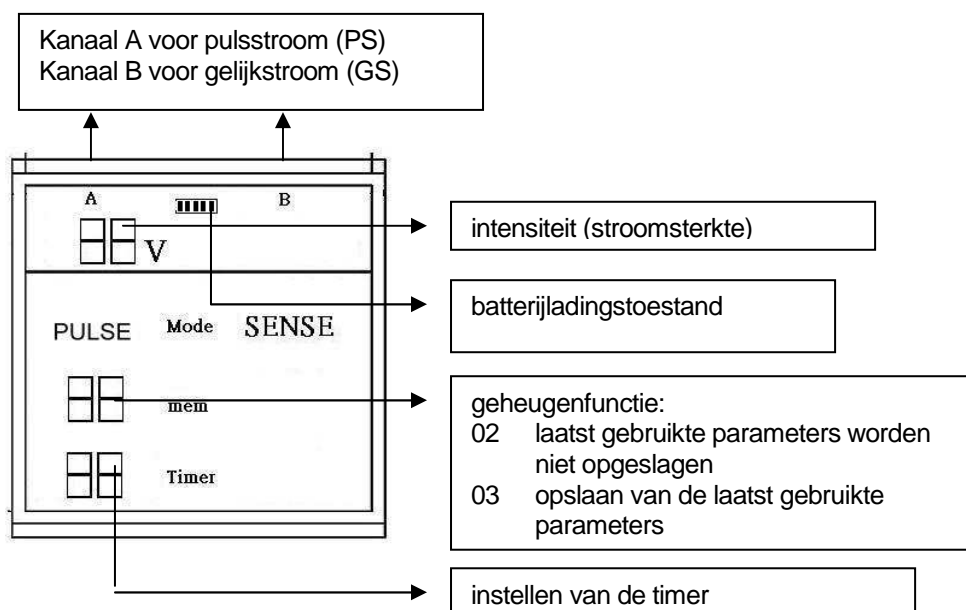 Kanaal A voor pulsstroom (PS)
Kanaal B voor gelijkstroom (GS)
A
B
V
intensiteit (stroomsterkte)
batterijladingstoestand
PULSE Mode SENSE
mem
geheugenfunctie:
02 laatst gebruikte parameters worden
niet opgeslagen
03 opslaan van de laatst gebruikte
parameters
Timer
instellen van de timer